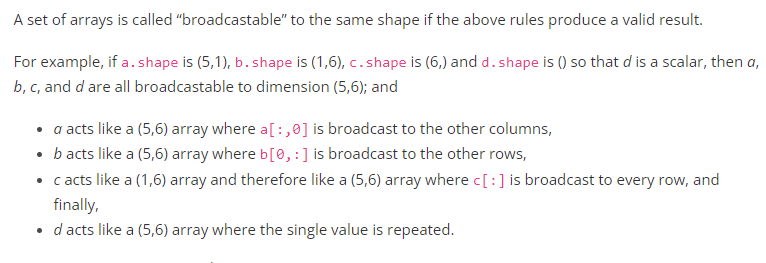 A set of arrays is called “broadcastable” to the same shape if the above rules produce a valid result.
For example, if a.shape is (5,1), b.shape is (1,6), c.shape is (6,) and d.shape is () so that d is a scalar, then a,
b, c, and d are all broadcastable to dimension (5,6); and
• a acts like a (5,6) array where a[:,0] is broadcast to the other columns,
• b acts like a (5,6) array where b[0,:] is broadcast to the other rows,
• c acts like a (1,6) array and therefore like a (5,6) array where c[:] is broadcast to every row, and
finally,
• d acts like a (5,6) array where the single value is repeated.